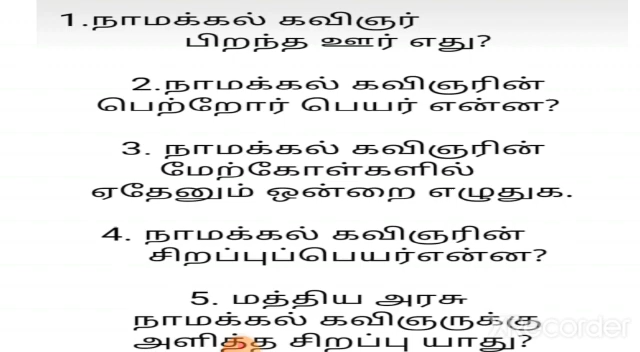 1.நாமக்கல் கவிஞர்
பிறந்த ஊர் எது?
2.நாமக்கல் கவிஞரின்
பெற்றோர் பெயர் என்ன?
3. நாமக்கல் கவிஞரின்
மேற்கோள்களில்
ஏதேனும் ஒன்றை எழுதுக.
4. நாமக்கல் கவிஞரின்
சிறப்புப்பெயர்என்ன?
5. மத்திய அரசு
நாமக்கல் கவிஞருக்கு
அளித்த சிறப்பு யாது?
Recorder